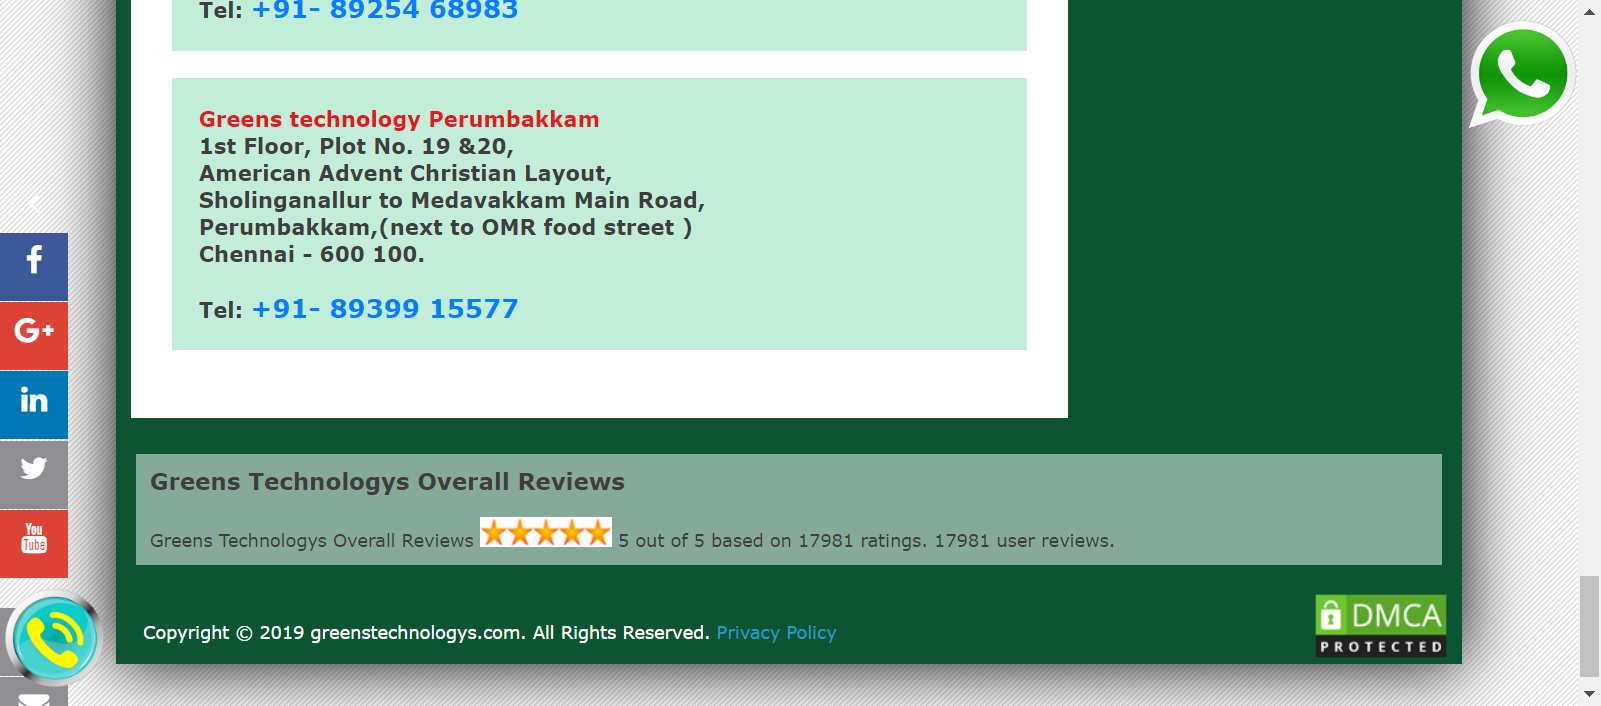 Tel: +91- 89254 68983
Greens technology Perumbakkam
1st Floor, Plot No. 19 &20,
American Advent Christian Layout,
Sholinganallur to Medavakkam Main Road,
Perumbakkam,(next to OMR food street )
Chennai - 600 100.
Tel: +91- 89399 15577
f
G+
in
You
Tube
Greens Technologys Overall Reviews
Greens Technologys Overall Reviews 5 out of 5 based on 17981 ratings. 17981 user reviews.
Copyright © 2019 greenstechnologys.com. All Rights Reserved. Privacy Policy
DMCA
PROTECTED